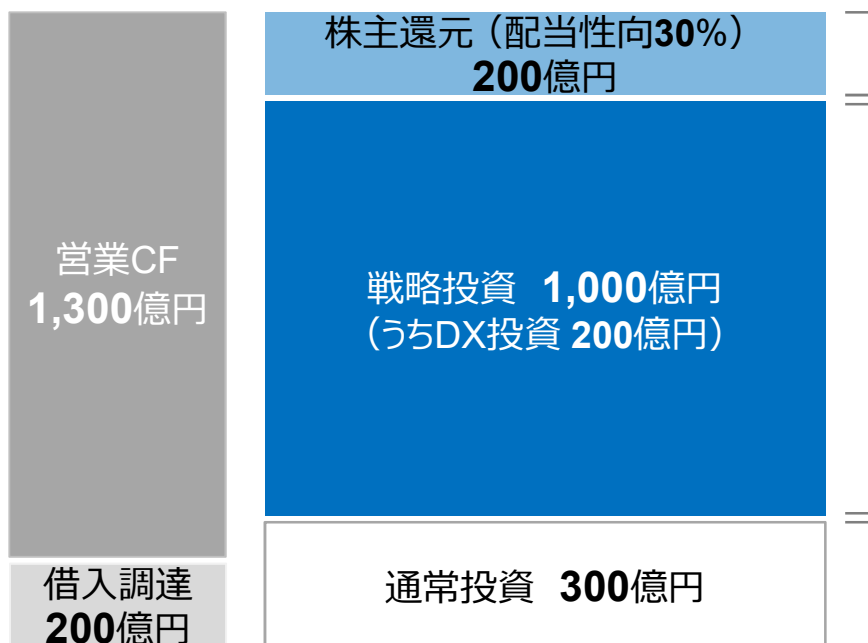 営業CF
1,300億円
借入調達
200億円
株主還元（配当性向30%）
200億円
戦略投資 1,000億円
（うちDX投資 200億円）
通常投資 300億円